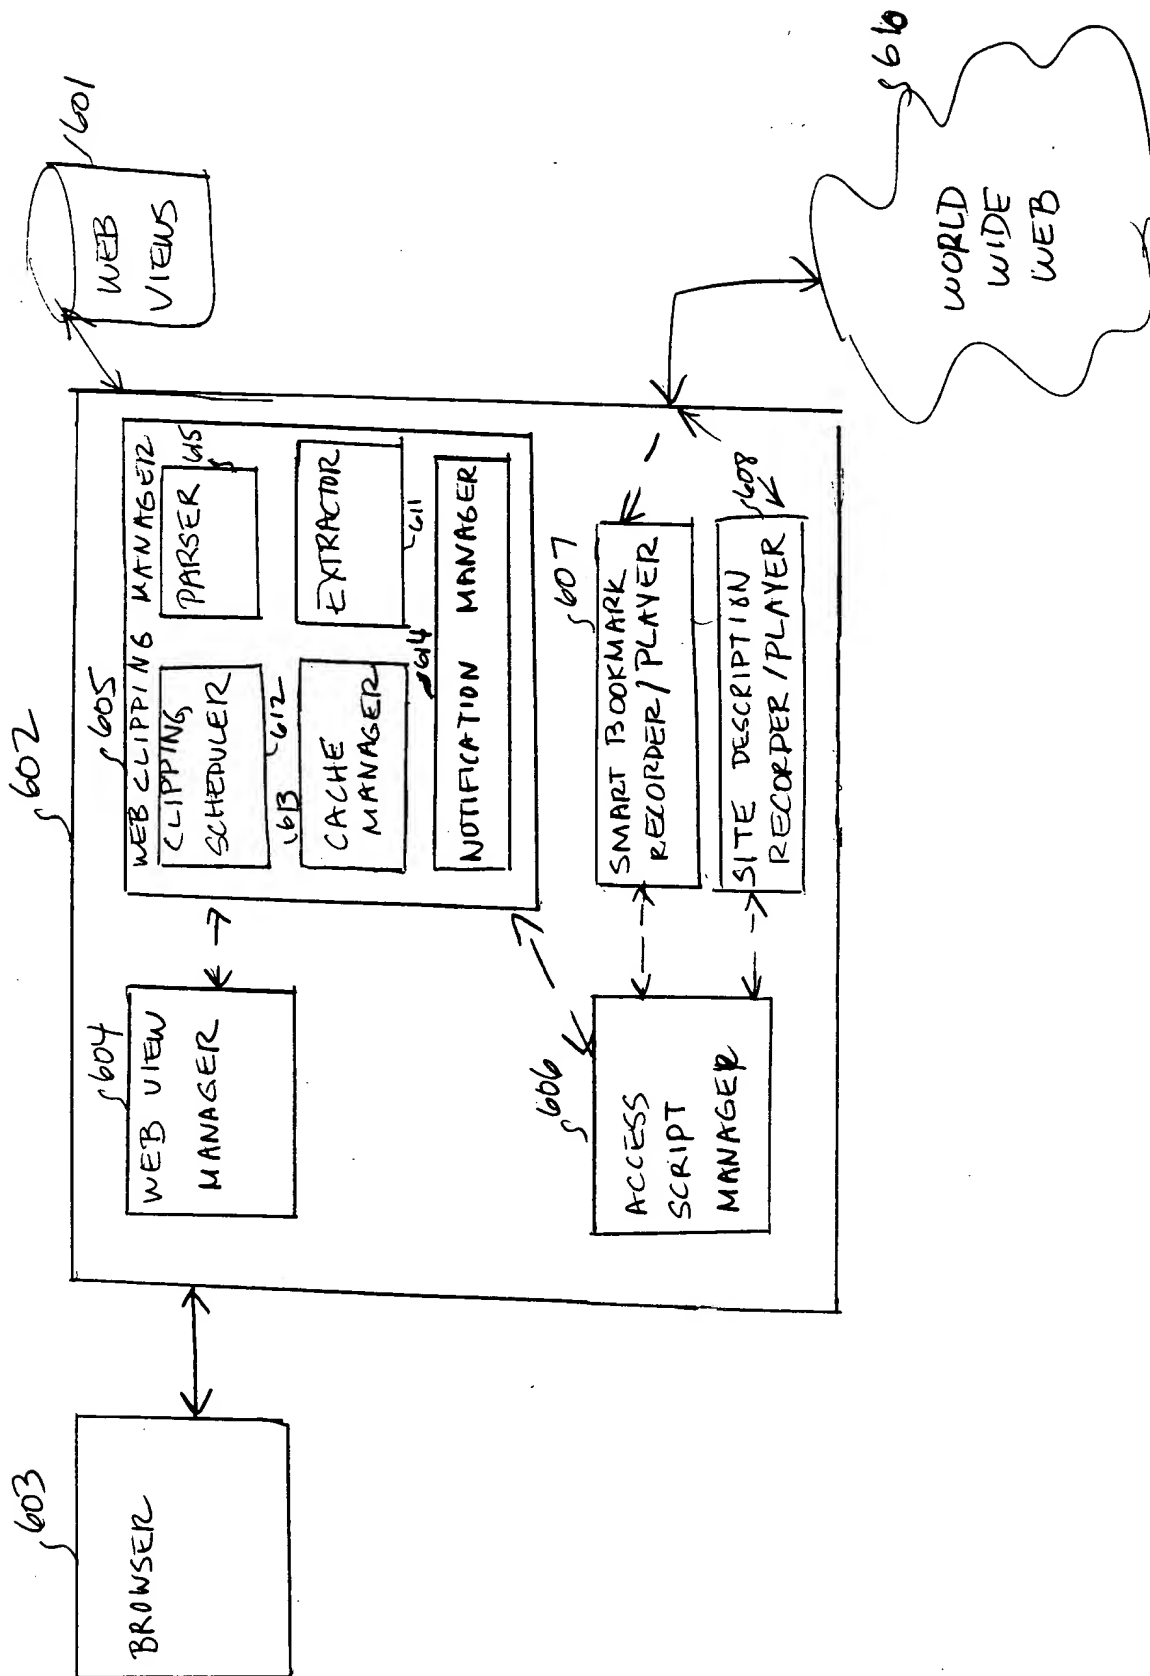 602
603
BROWSER
604
WEB VIEW
MANAGER
605
WEB CLIPPING MANAGER
CLIPPING
SCHEDULER
612
PARSER
615
613
CACHE
MANAGER
EXTRACTOR
611
614
NOTIFICATION MANAGER
601
WEB
VIEWS
606
ACCESS
SCRIPT
MANAGER
607
SMART BOOKMARK
RECORDER/PLAYER
608
SITE DESCRIPTION
RECORDER/PLAYER
610
WORLD
WIDE
WEB